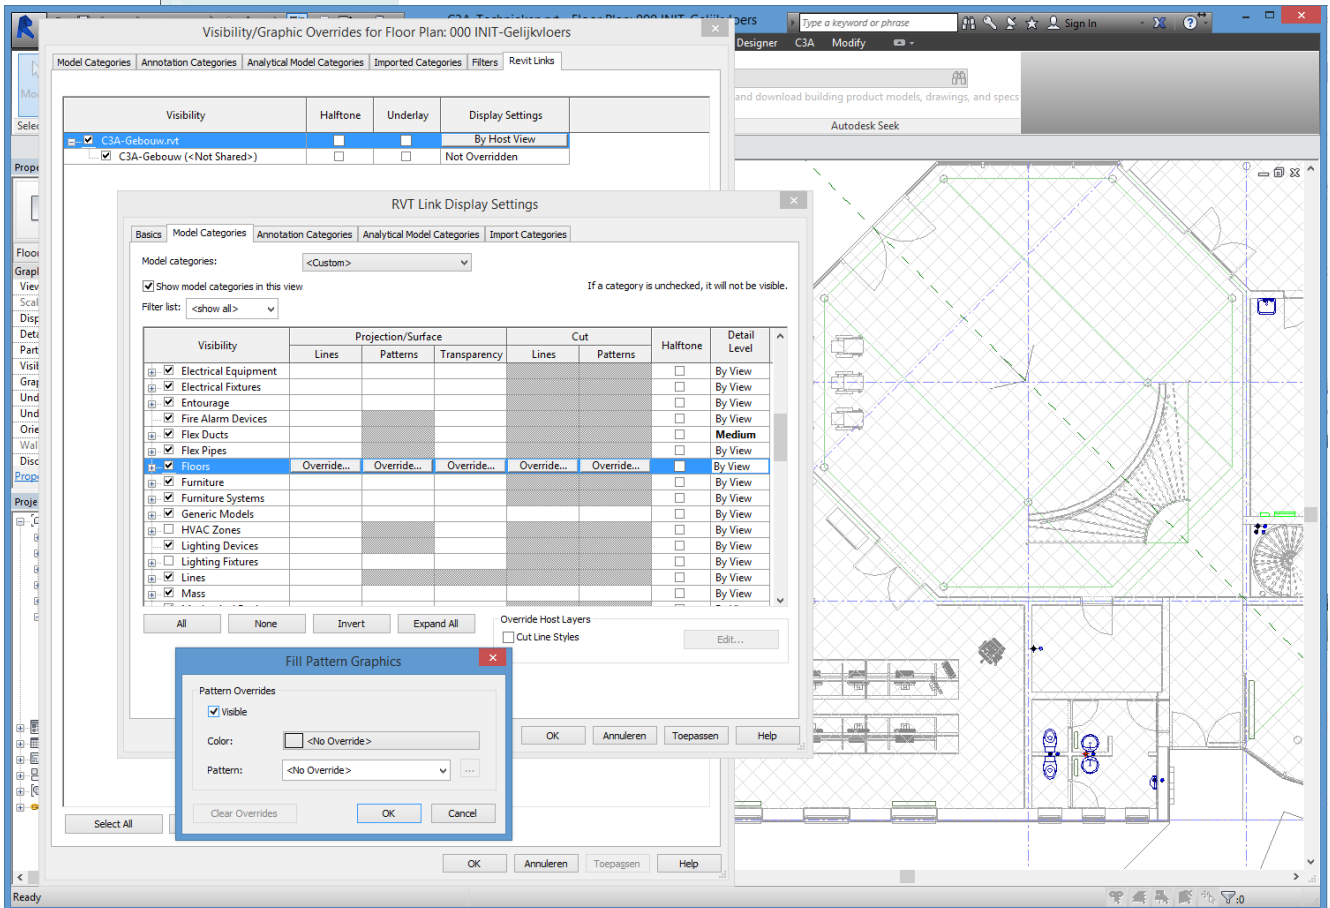 Type a keyword or phrase
Sign In
Visibility/Graphic Overrides for Floor Plan: 000 INIT-Gelijkvloers
Designer C3A Modify
Model Categories Annotation Categories Analytical Model Categories Imported Categories Filters Revit Links
and download building product models, drawings, and specs
Autodesk Seek
Visibility Halftone Underlay Display Settings
C3A-Gebouw.rvt By Host View
C3A-Gebouw (<Not Shared>) Not Overridden
RVT Link Display Settings
Basics Model Categories Annotation Categories Analytical Model Categories Import Categories
Model categories: <Custom>
Show model categories in this view
If a category is unchecked, it will not be visible.
Filter list: <show all>
Visibility Projection/Surface Cut Halftone Detail Level
Lines Patterns Transparency Lines Patterns
Electrical Equipment By View
Electrical Fixtures By View
Entourage By View
Fire Alarm Devices By View
Flex Ducts Medium
Flex Pipes By View
Floors Override... Override... Override... Override... Override... By View
Furniture By View
Furniture Systems By View
Generic Models By View
HVAC Zones By View
Lighting Devices By View
Lighting Fixtures By View
Lines By View
Mass By View
All None Invert Expand All
Override Host Layers
Cut Line Styles
Edit...
Fill Pattern Graphics
Pattern Overrides
Visible
Color: <No Override>
Pattern: <No Override>
...
Clear Overrides OK Cancel
OK Annuleren Toepassen Help
Select All
OK Annuleren Toepassen Help
Ready
:0